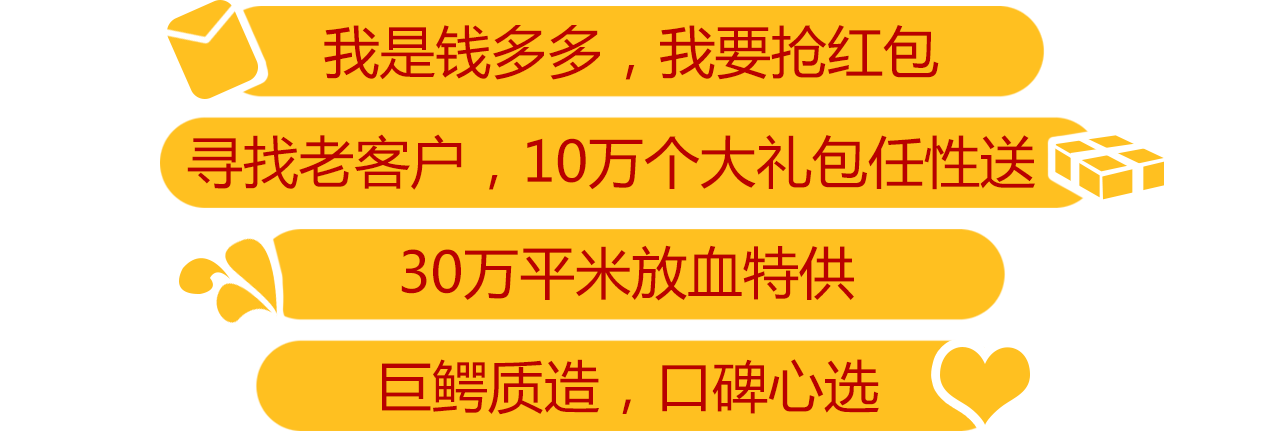 我是钱多多，我要抢红包
寻找老客户，10万个大礼包任性送
30万平米放血特供
巨鳄质造，口碑心选